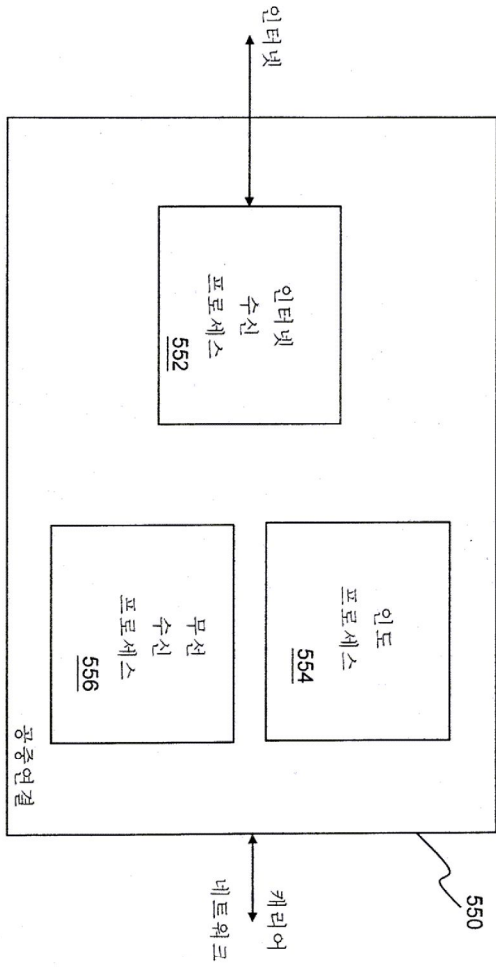 인터넷
인터넷
수신
프로세스
552
인도
프로세스
554
무선
수신
프로세스
556
공중연결
캐리어
네트워크
550